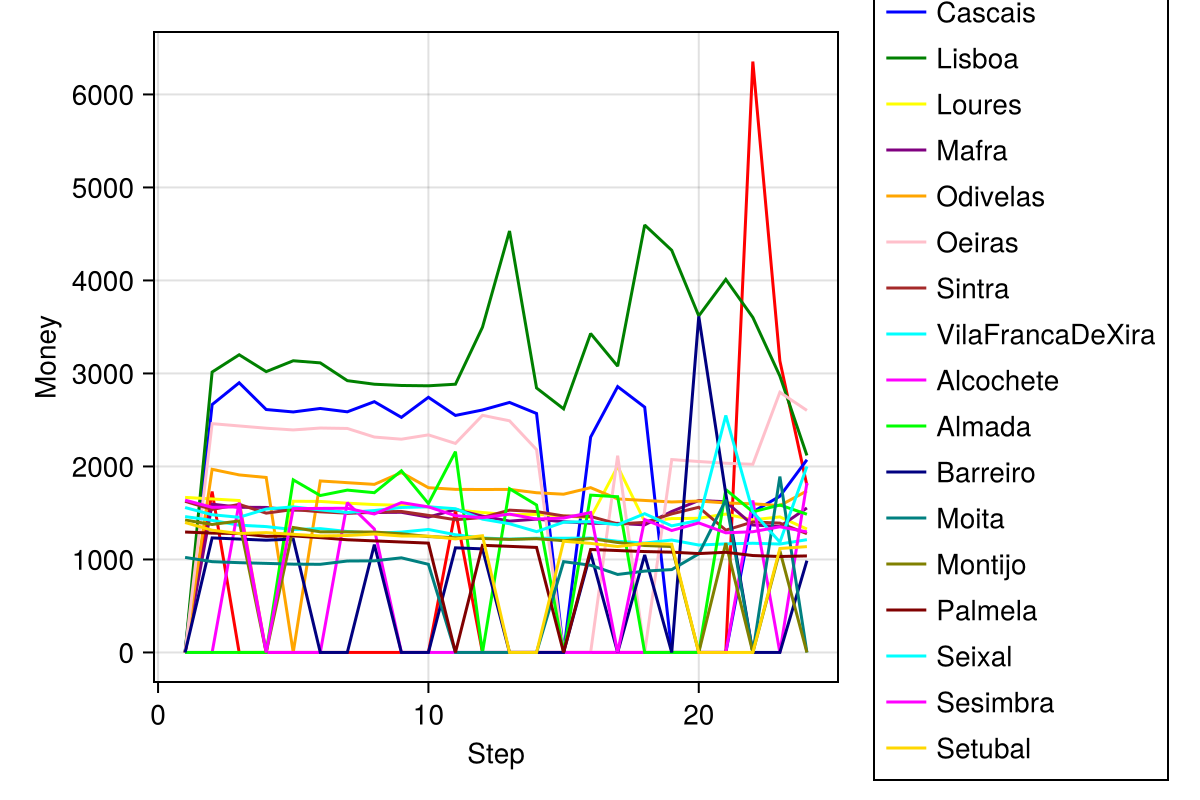 Money
6000
5000
4000
3000
2000
1000
0
0
10
20
Step
Cascais
Lisboa
Loures
Mafra
Odivelas
Oeiras
Sintra
VilaFrancaDeXira
Alcochete
Almada
Barreiro
Moita
Montijo
Palmela
Seixal
Sesimbra
Setubal